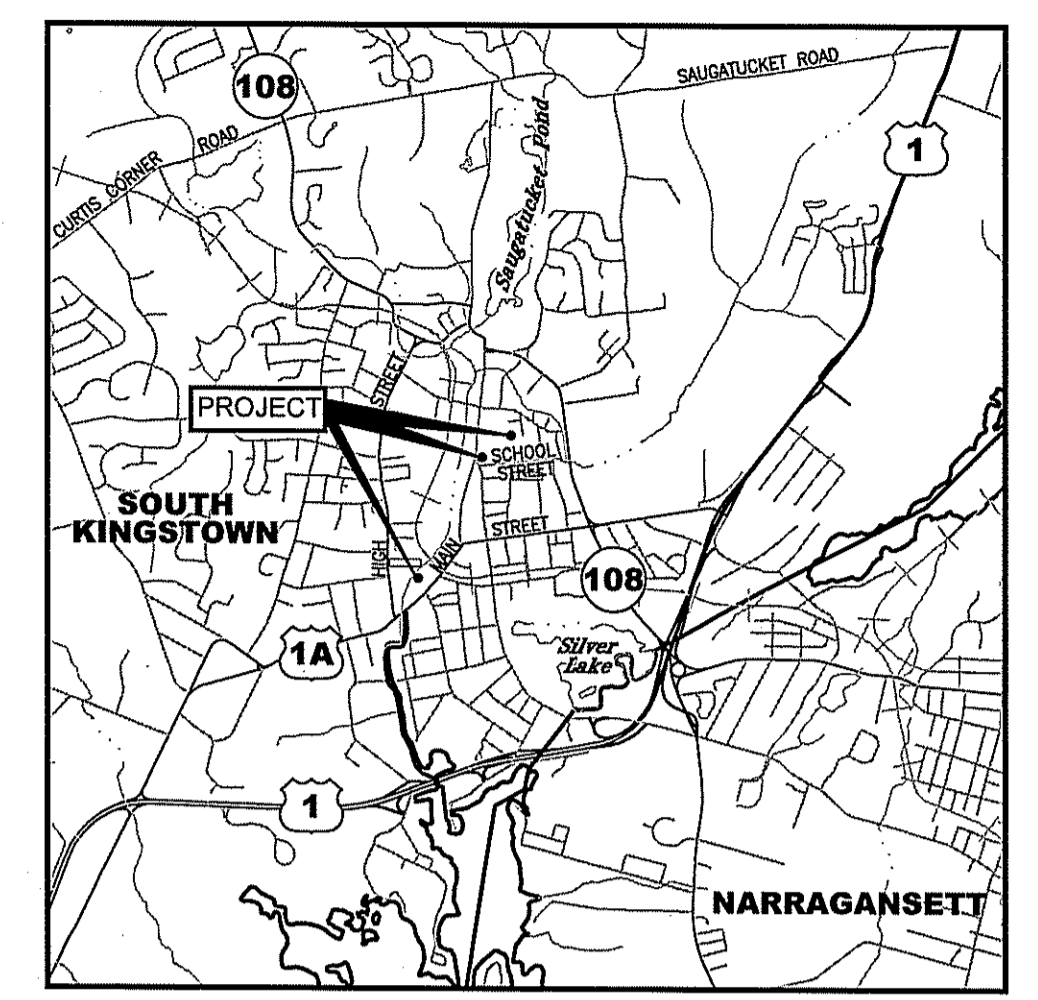 108
SAUGATUCKET ROAD
1
CURTIS CORNER ROAD
Saugatucket Pond
STREET
PROJECT
SCHOOL
STREET
SOUTH
KINGSTOWN
STREET
HIGH
MAIN
108
1A
Silver
Lake
1
NARRAGANSETT